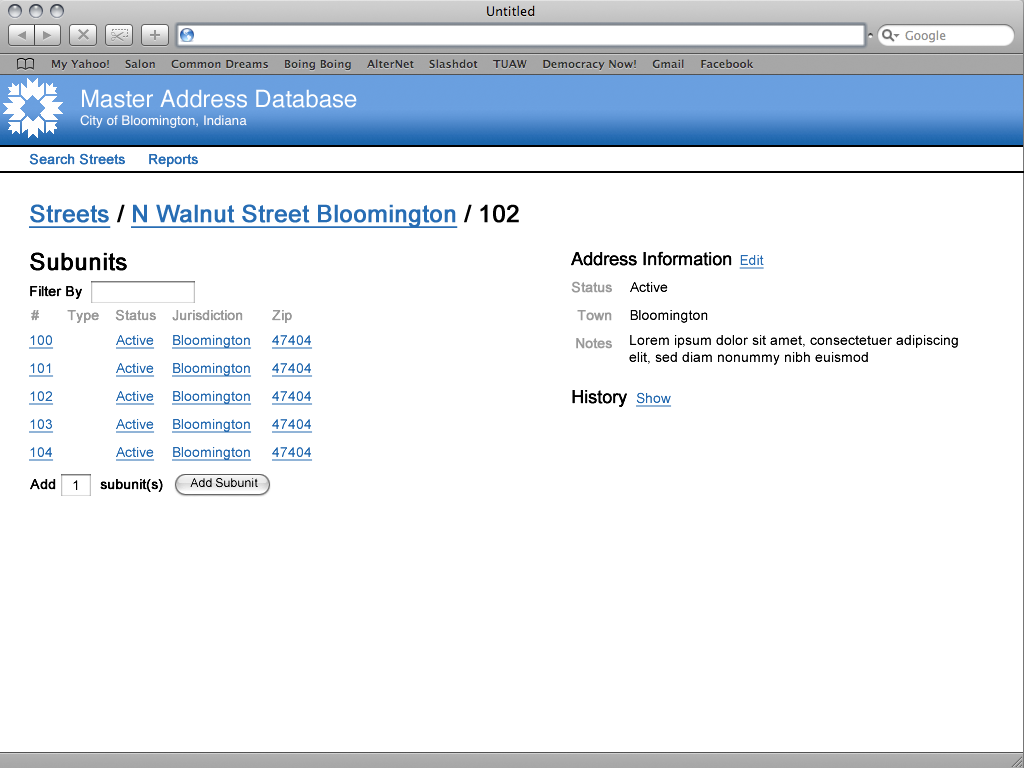 Untitled
Google
My Yahoo! Salon Common Dreams Boing Boing AlterNet Slashdot TUAW Democracy Now! Gmail Facebook
Master Address Database
City of Bloomington, Indiana
Search Streets Reports
Streets / N Walnut Street Bloomington / 102
Subunits
Filter By
# Type Status Jurisdiction Zip
100 Active Bloomington 47404
101 Active Bloomington 47404
102 Active Bloomington 47404
103 Active Bloomington 47404
104 Active Bloomington 47404
Add 1 subunit(s) Add Subunit
Address Information Edit
Status Active
Town Bloomington
Notes Lorem ipsum dolor sit amet, consectetuer adipiscing
elit, sed diam nonummy nibh euismod
History Show